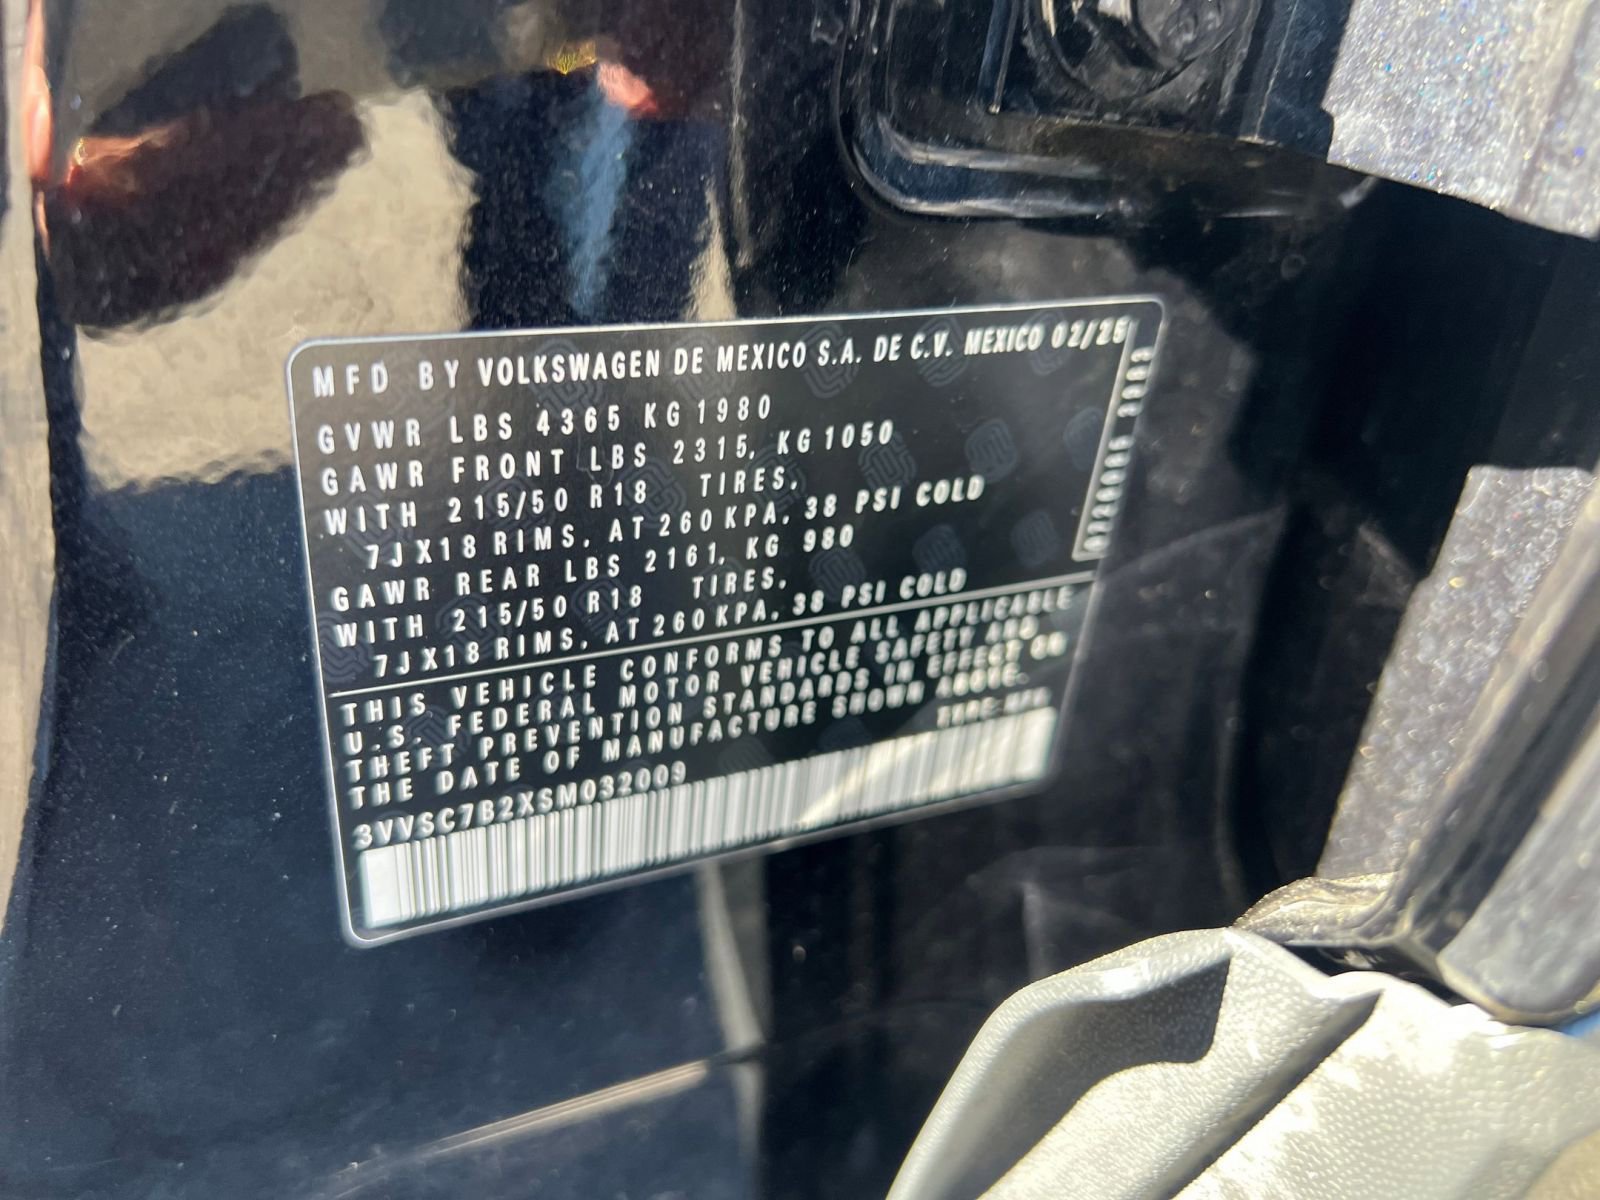 MFD BY VOLKSWAGEN DE MEXICO S.A. DE C.V. MEXICO 02/25
GVWR LBS 4365 KG 1980
GAWR FRONT LBS 2315, KG 1050
WITH 215/50 R18 TIRES,
7JX18 RIMS, AT 260 KPA, 38 PSI COLD
GAWR REAR LBS 2161, KG 980
WITH 215/50 R18 TIRES,
7JX18 RIMS, AT 260 KPA, 38 PSI COLD
THIS VEHICLE CONFORMS TO ALL APPLICABLE
U.S. FEDERAL MOTOR VEHICLE SAFETY AND
THEFT PREVENTION STANDARDS IN EFFECT ON
THE DATE OF MANUFACTURE SHOWN ABOVE.
3VVSC7B2XSM032009